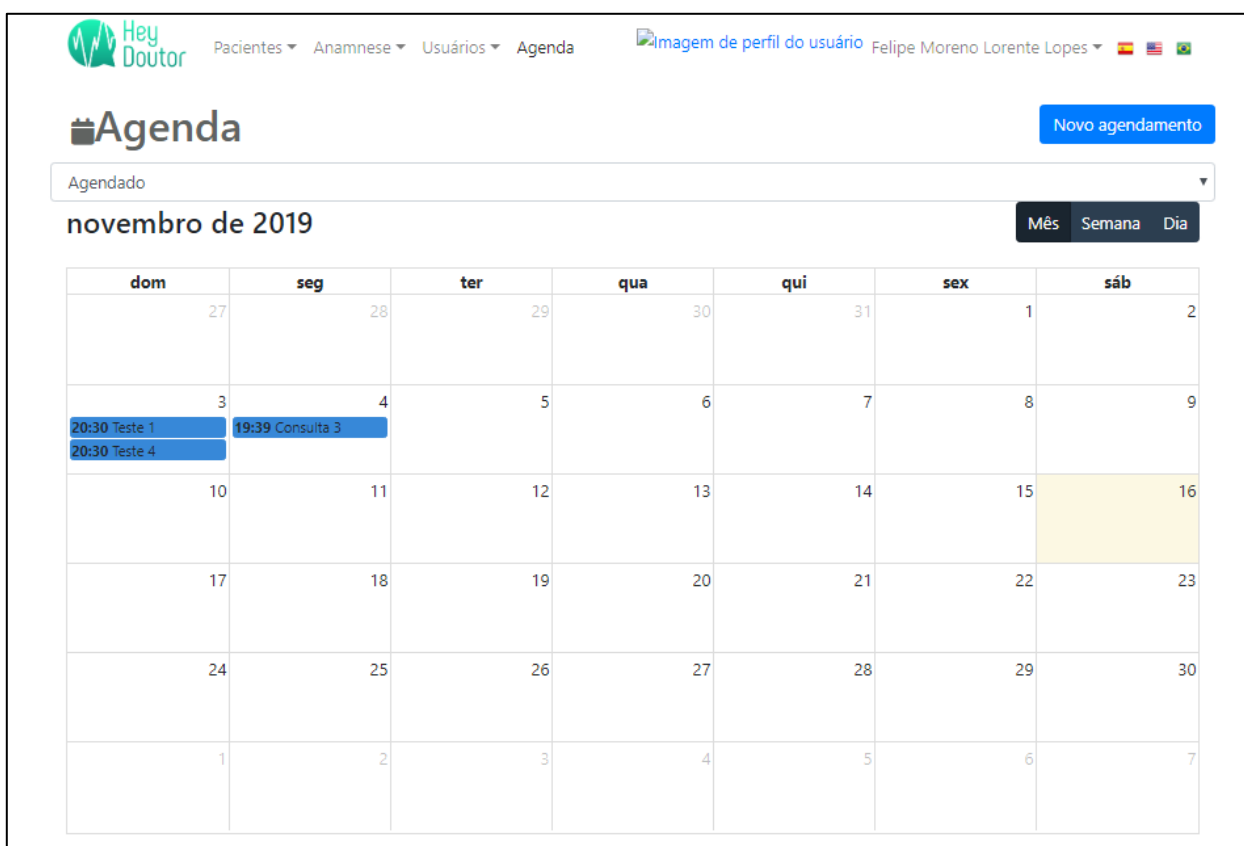 Hey
Doutor
Pacientes Anamnese Usuários Agenda Imagem de perfil do usuário Felipe Moreno Lorente Lopes
Agenda
Novo agendamento
Agendado
novembro de 2019
Mês Semana Dia
dom seg ter qua qui sex sáb
27 28 29 30 31 1 2
3 4 5 6 7 8 9
20:30 Teste 1 19:39 Consulta 3
20:30 Teste 4
10 11 12 13 14 15 16
17 18 19 20 21 22 23
24 25 26 27 28 29 30
1 2 3 4 5 6 7